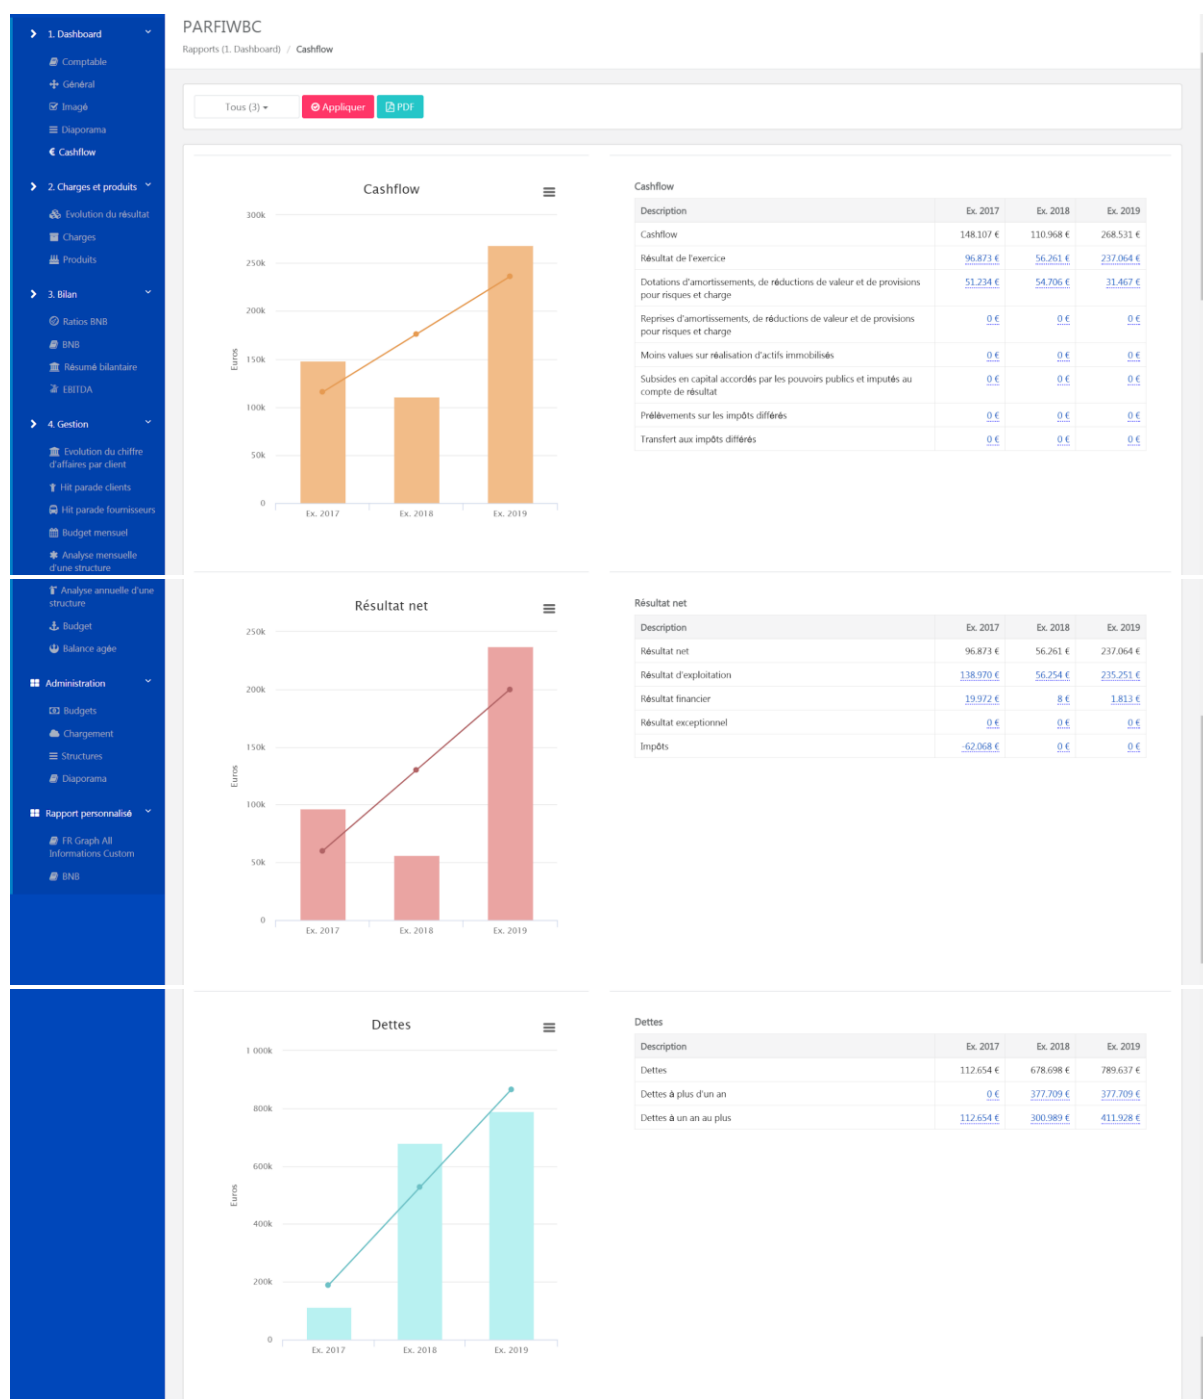 1. Dashboard
Comptable
Général
Imagé
Diaporama
€ Cashflow
2. Charges et produits
Evolution du résultat
Charges
Produits
3. Bilan
Ratios BNB
BNB
Résumé bilantaire
EBITDA
4. Gestion
Evolution du chiffre
d'affaires par client
Hit parade clients
Hit parade fournisseurs
Budget mensuel
Analyse mensuelle
d'une structure
Analyse annuelle d'une
structure
Budget
Balance agée
Administration
Budgets
Chargement
Structures
Diaporama
Rapport personnalisé
FR Graph All
Informations Custom
BNB
PARFIWBC
Rapports (1. Dashboard) / Cashflow
Tous (3) Appliquer PDF
Cashflow
300k
250k
200k
150k
100k
50k
0
Euros
Ex. 2017 Ex. 2018 Ex. 2019
Cashflow
Description Ex. 2017 Ex. 2018 Ex. 2019
Cashflow 148.107 € 110.968 € 268.531 €
Résultat de l'exercice 96.873 € 56.261 € 237.064 €
Dotations d'amortissements, de réductions de valeur et de provisions 51.234 € 54.706 € 31.467 €
pour risques et charge
Reprises d'amortissements, de réductions de valeur et de provisions 0 € 0 € 0 €
pour risques et charge
Moins values sur réalisation d'actifs immobilisés 0 € 0 € 0 €
Subsides en capital accordés par les pouvoirs publics et imputés au 0 € 0 € 0 €
compte de résultat
Prélèvements sur les impôts différés 0 € 0 € 0 €
Transfert aux impôts différés 0 € 0 € 0 €
Résultat net
250k
200k
150k
100k
50k
0
Euros
Ex. 2017 Ex. 2018 Ex. 2019
Résultat net
Description Ex. 2017 Ex. 2018 Ex. 2019
Résultat net 96.873 € 56.261 € 237.064 €
Résultat d'exploitation 138.970 € 56.254 € 235.251 €
Résultat financier 19.972 € 8 € 1.813 €
Résultat exceptionnel 0 € 0 € 0 €
Impôts -62.068 € 0 € 0 €
Dettes
1 000k
800k
600k
400k
200k
0
Euros
Ex. 2017 Ex. 2018 Ex. 2019
Dettes
Description Ex. 2017 Ex. 2018 Ex. 2019
Dettes 112.654 € 678.698 € 789.637 €
Dettes à plus d'un an 0 € 377.709 € 377.709 €
Dettes à un an au plus 112.654 € 300.989 € 411.928 €